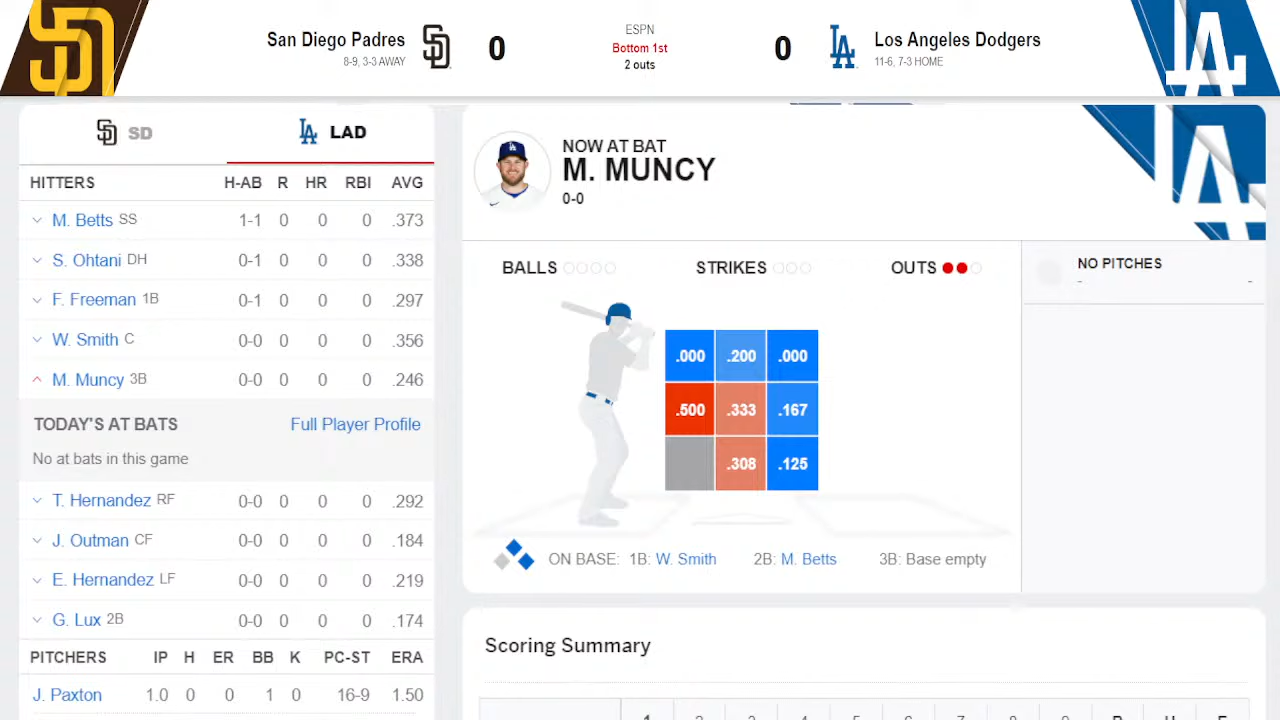 San Diego Padres
8-9, 3-3 AWAY
SD
0
ESPN
Bottom 1st
2 outs
0
LA
Los Angeles Dodgers
11-6, 7-3 HOME
SD LAD
HITTERS H-AB R HR RBI AVG
M. Betts SS 1-1 0 0 0 .373
S. Ohtani DH 0-1 0 0 0 .338
F. Freeman 1B 0-1 0 0 0 .297
W. Smith C 0-0 0 0 0 .356
M. Muncy 3B 0-0 0 0 0 .246
TODAY'S AT BATS Full Player Profile
No at bats in this game
T. Hernandez RF 0-0 0 0 0 .292
J. Outman CF 0-0 0 0 0 .184
E. Hernandez LF 0-0 0 0 0 .219
G. Lux 2B 0-0 0 0 0 .174
PITCHERS IP H ER BB K PC-ST ERA
J. Paxton 1.0 0 0 1 0 16-9 1.50
NOW AT BAT
M. MUNCY
0-0
BALLS STRIKES OUTS
NO PITCHES
- -
.000 .200 .000
.500 .333 .167
.308 .125
ON BASE: 1B: W. Smith 2B: M. Betts 3B: Base empty
Scoring Summary